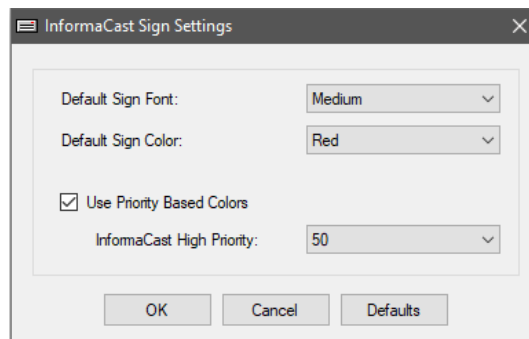 InformaCast Sign Settings
Default Sign Font: Medium
Default Sign Color: Red
Use Priority Based Colors
InformaCast High Priority: 50
OK Cancel Defaults